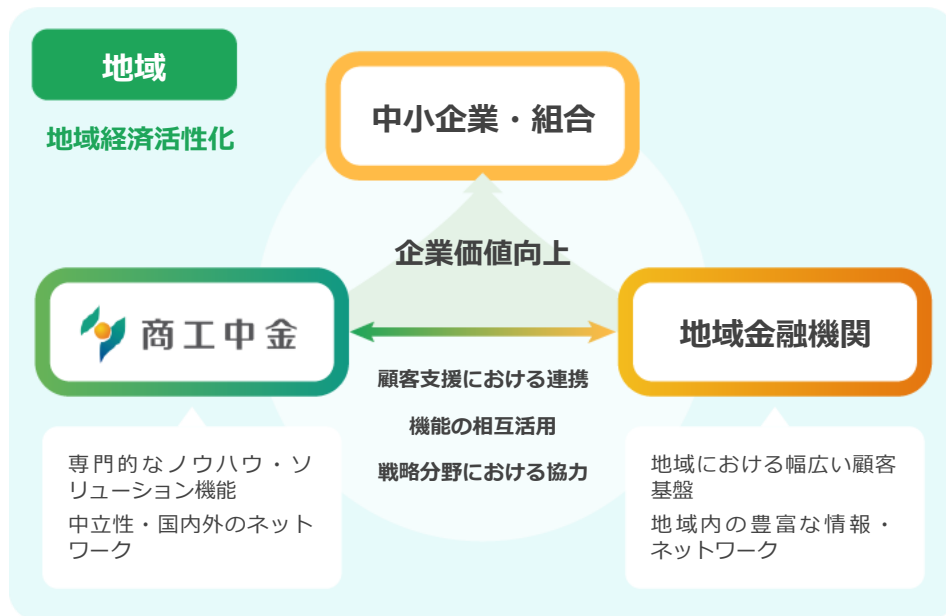 地域
地域経済活性化
中小企業・組合
企業価値向上
商工中金
地域金融機関
顧客支援における連携
機能の相互活用
戦略分野における協力
専門的なノウハウ・ソ
リューション機能
中立性・国内外のネット
ワーク
地域における幅広い顧客
基盤
地域内の豊富な情報・
ネットワーク